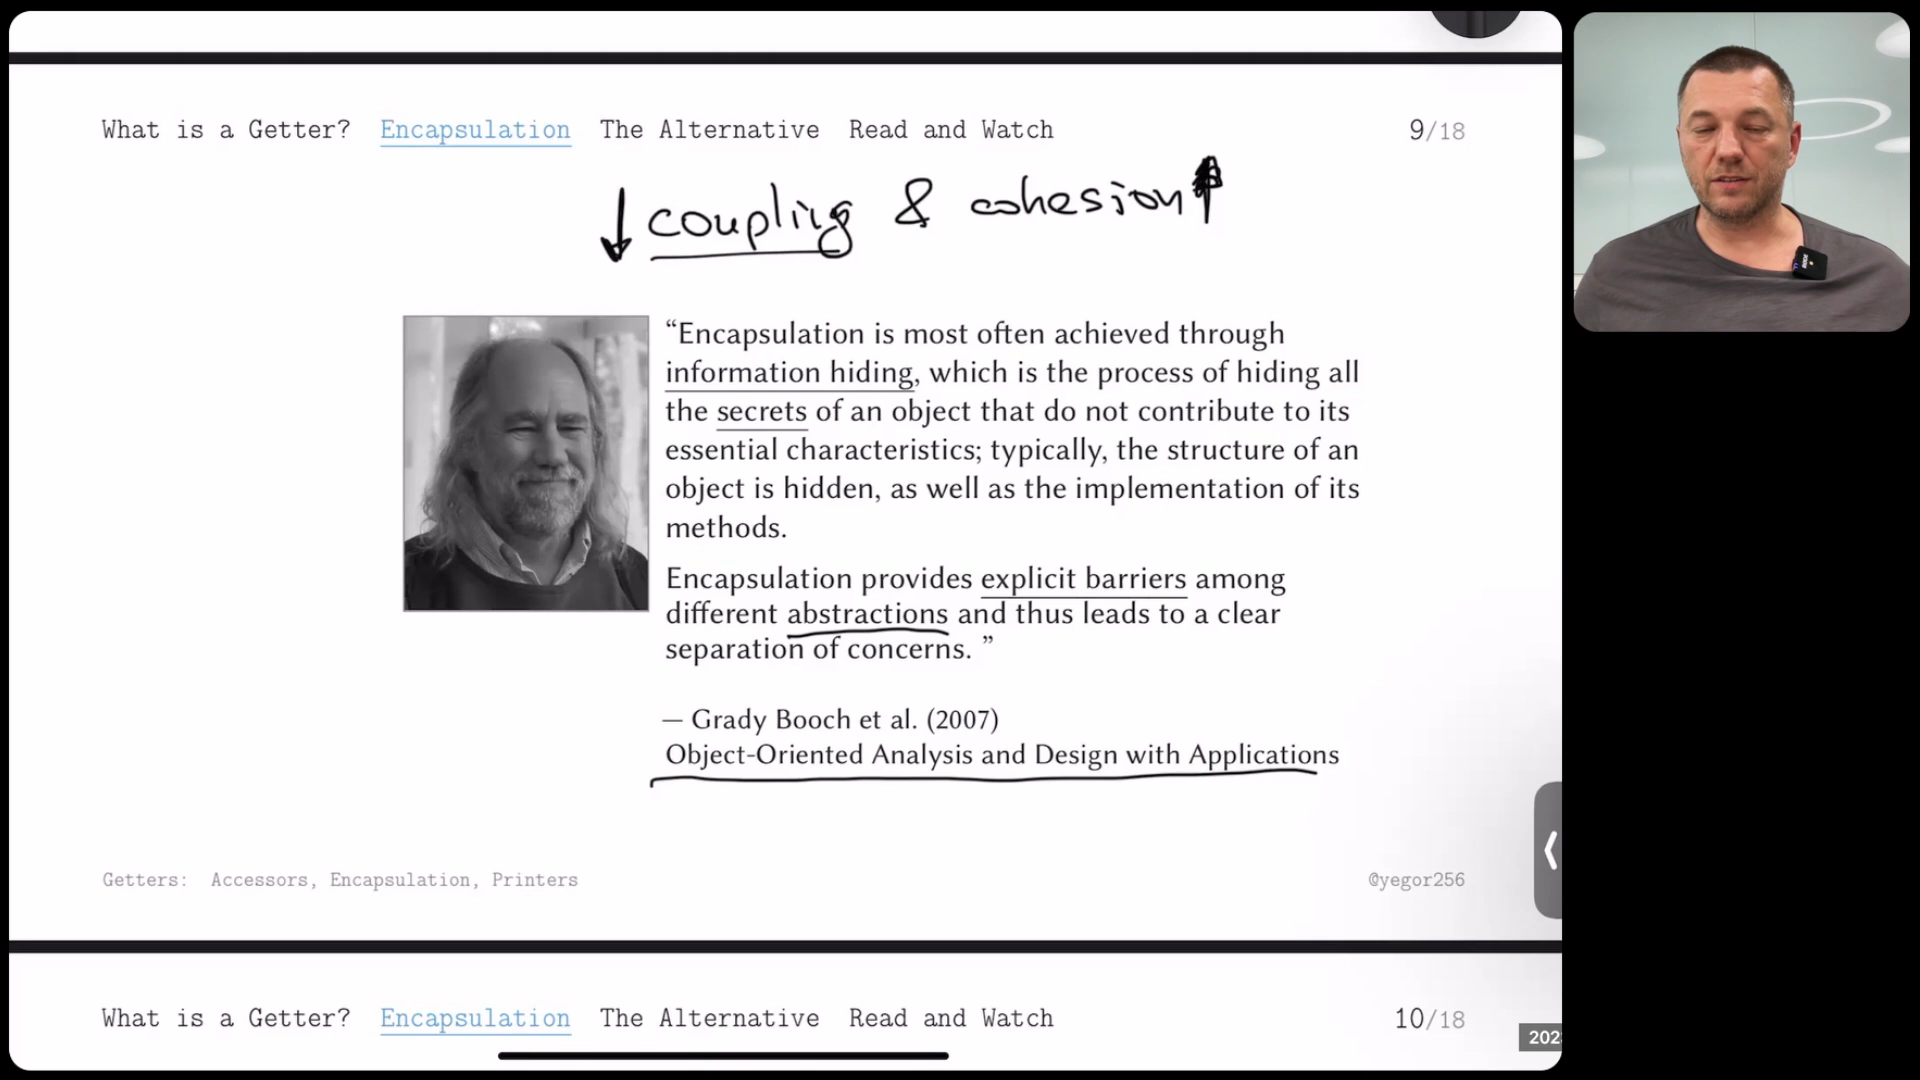 What is a Getter? Encapsulation The Alternative Read and Watch 9/18
↓ coupling & cohesion ↑
“Encapsulation is most often achieved through
information hiding, which is the process of hiding all
the secrets of an object that do not contribute to its
essential characteristics; typically, the structure of an
object is hidden, as well as the implementation of its
methods.
Encapsulation provides explicit barriers among
different abstractions and thus leads to a clear
separation of concerns. ”
— Grady Booch et al. (2007)
Object-Oriented Analysis and Design with Applications
Getters: Accessors, Encapsulation, Printers @yegor256
What is a Getter? Encapsulation The Alternative Read and Watch 10/18